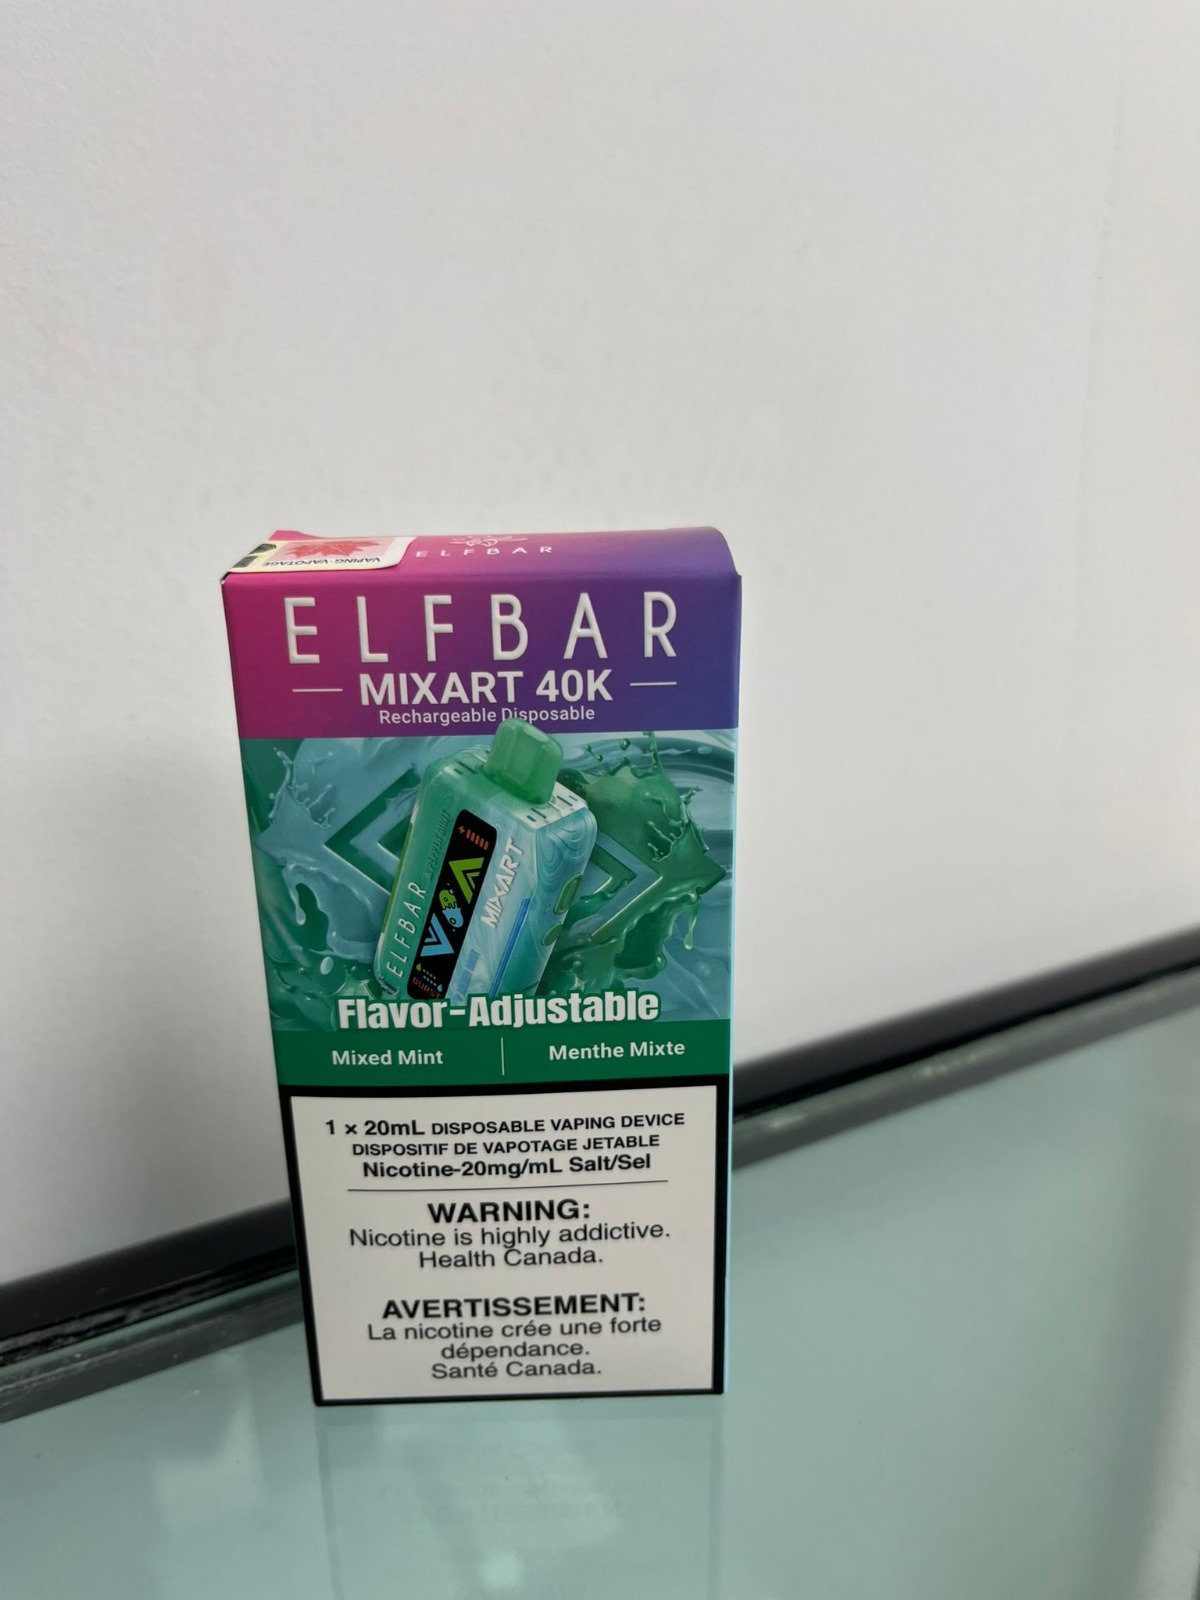 VAPING-VAPOTAGE
ELFBAR
ELFBAR
MIXART 40K
Rechargeable Disposable
ELFBAR
MIXART
BURST
Flavor-Adjustable
Mixed Mint | Menthe Mixte
1 × 20mL DISPOSABLE VAPING DEVICE
DISPOSITIF DE VAPOTAGE JETABLE
Nicotine-20mg/mL Salt/Sel
WARNING:
Nicotine is highly addictive.
Health Canada.
AVERTISSEMENT:
La nicotine crée une forte
dépendance.
Santé Canada.